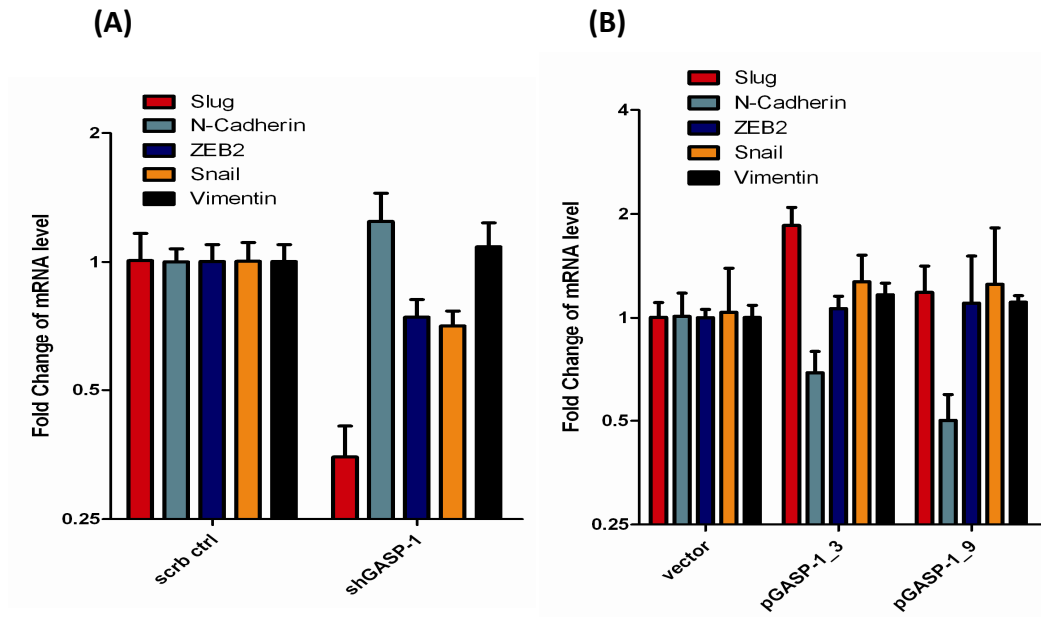 (A)
Slug
N-Cadherin
ZEB2
Snail
Vimentin
2
1
0.5
0.25
Fold Change of mRNA level
scrb ctrl
shGASP-1
(B)
Slug
N-Cadherin
ZEB2
Snail
Vimentin
4
2
1
0.5
0.25
Fold Change of mRNA level
vector
pGASP-1_3
pGASP-1_9